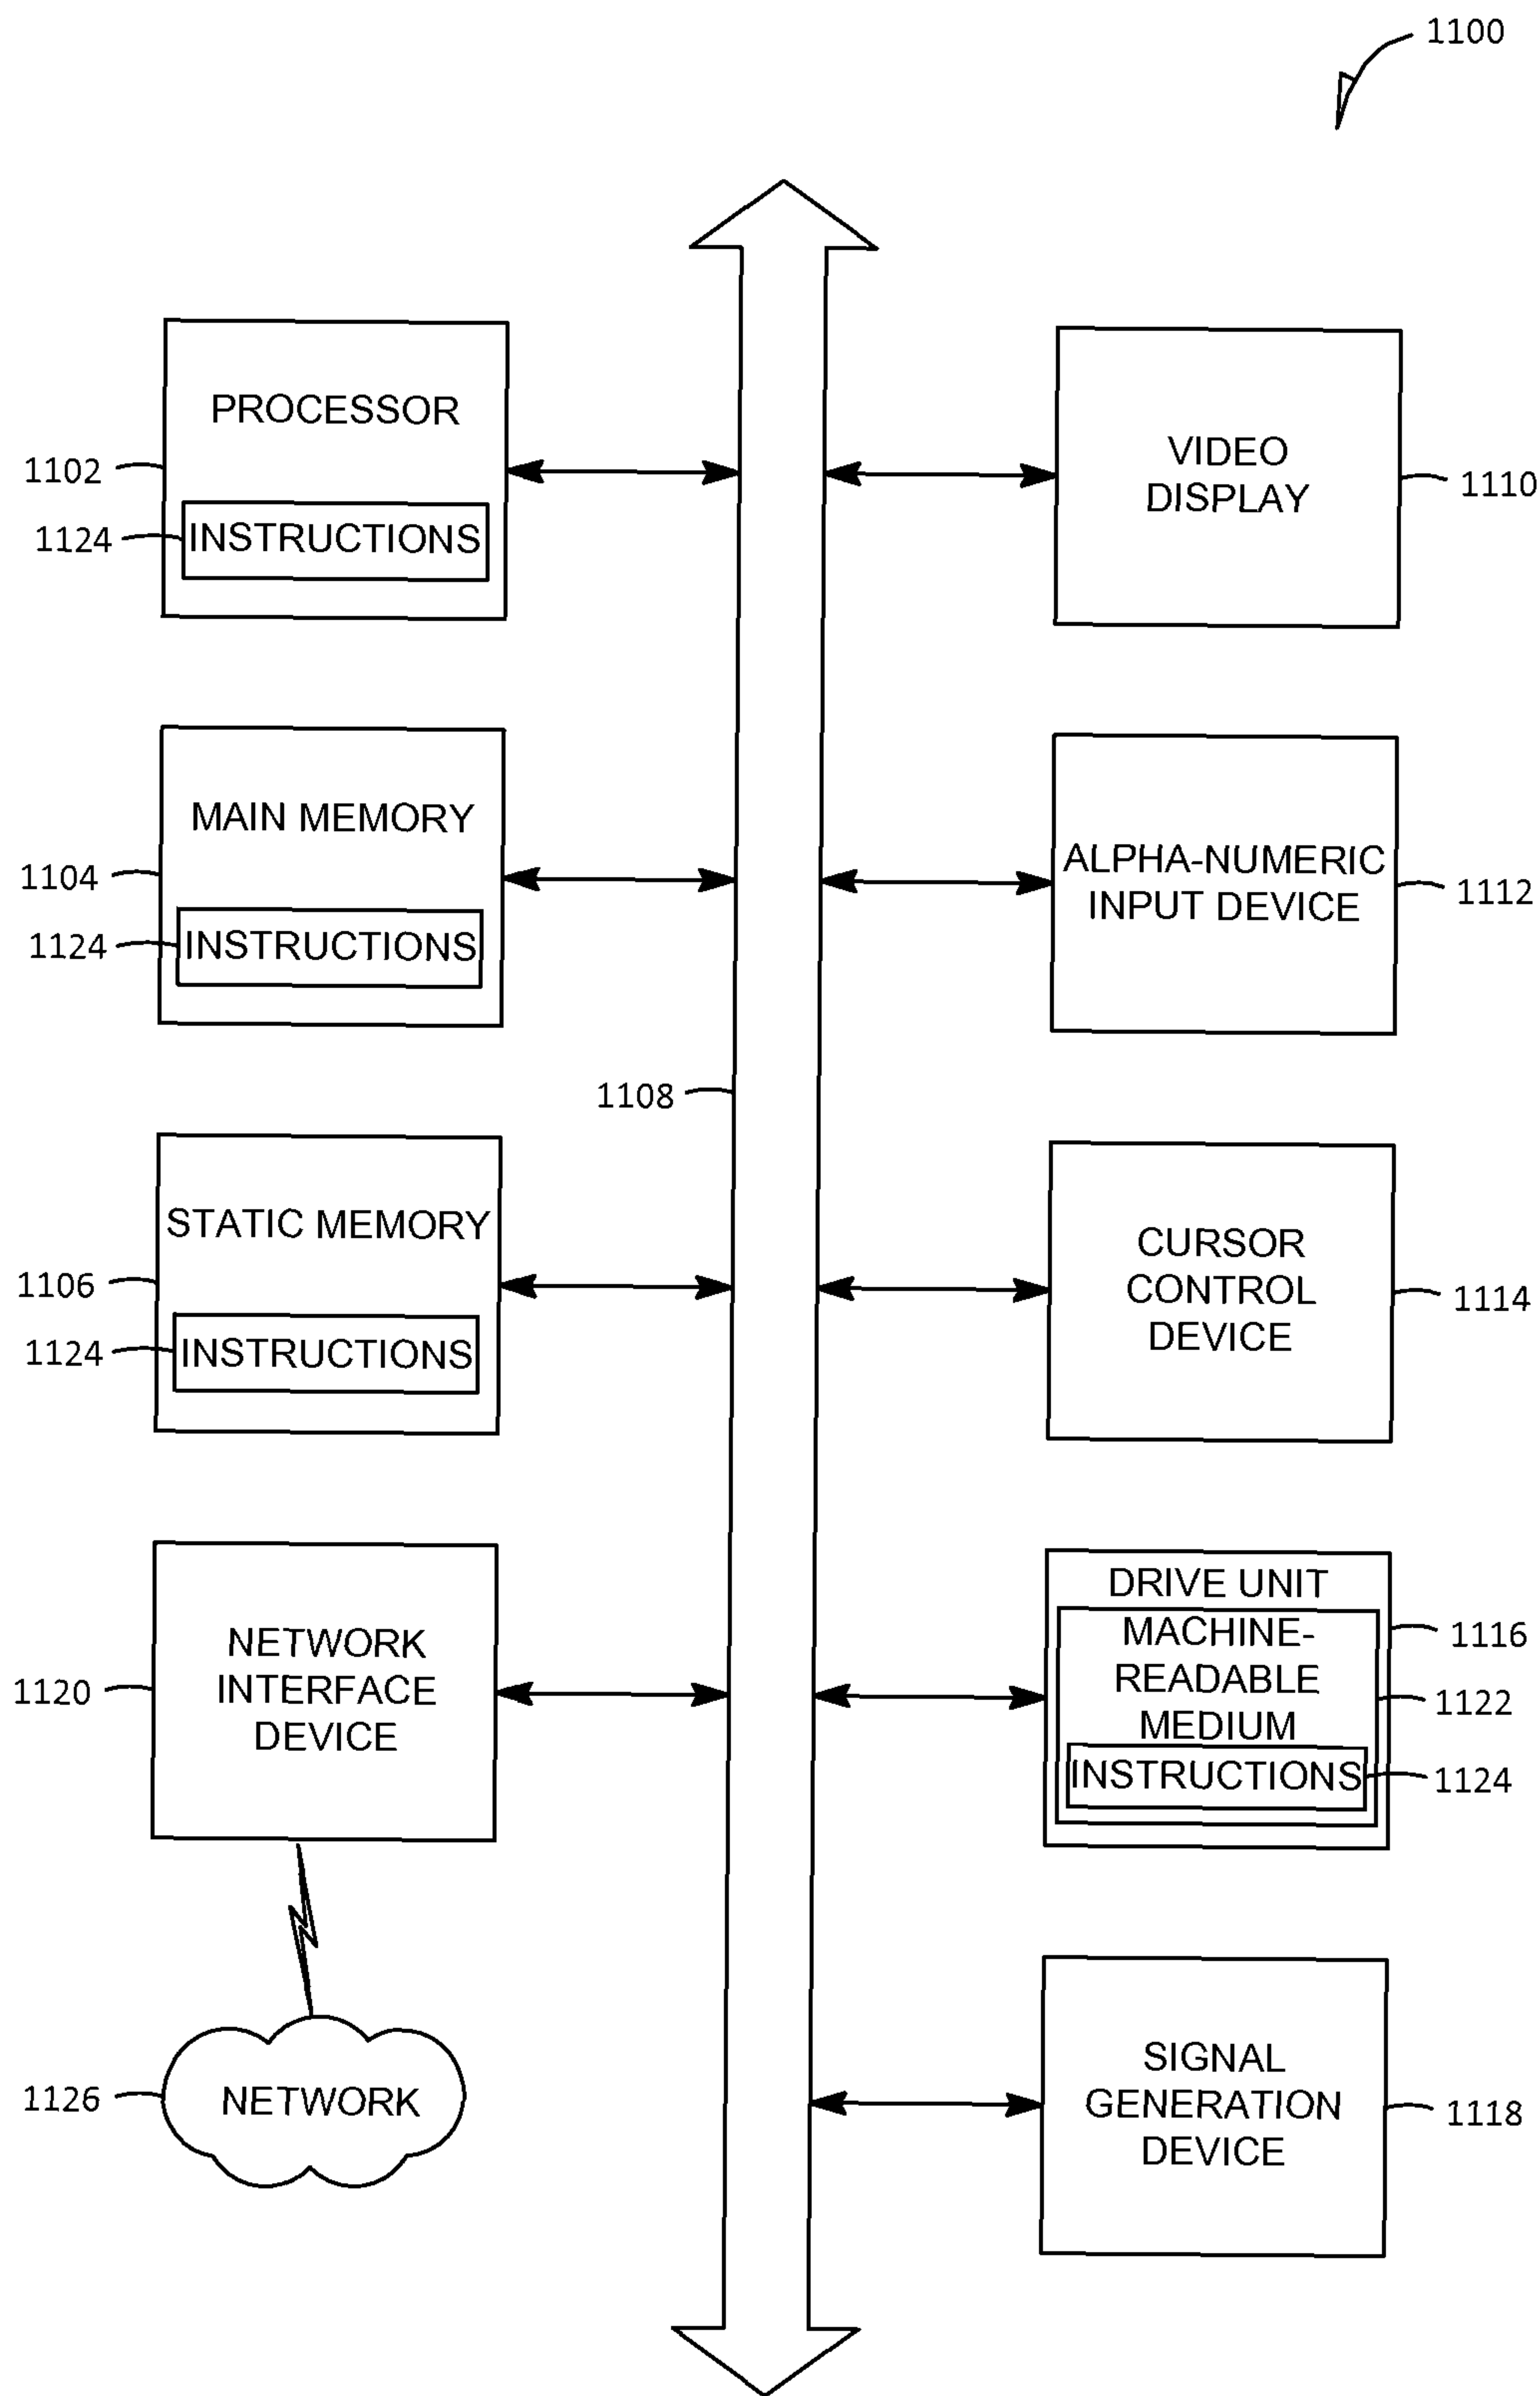 1100
PROCESSOR
1102
INSTRUCTIONS
1124
VIDEO
DISPLAY
1110
MAIN MEMORY
1104
INSTRUCTIONS
1124
ALPHA-NUMERIC
INPUT DEVICE
1112
1108
STATIC MEMORY
1106
INSTRUCTIONS
1124
CURSOR
CONTROL
DEVICE
1114
NETWORK
INTERFACE
DEVICE
1120
DRIVE UNIT
1116
MACHINE-
READABLE
MEDIUM
1122
INSTRUCTIONS
1124
NETWORK
1126
SIGNAL
GENERATION
DEVICE
1118